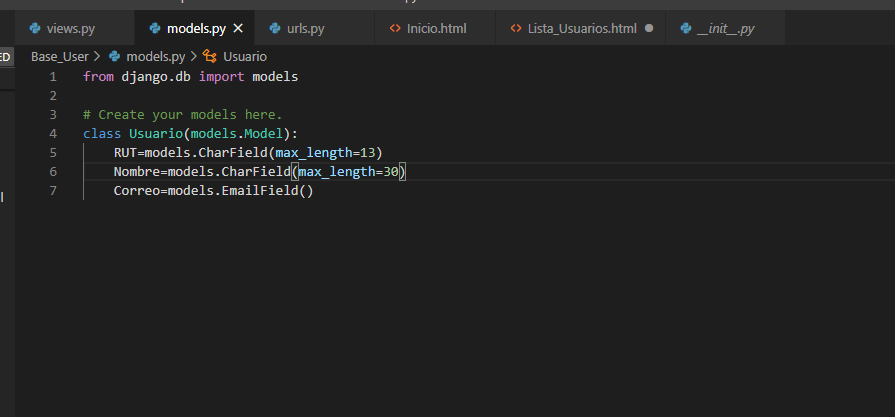 views.py models.py urls.py Inicio.html Lista_Usuarios.html __init__.py
ED Base_User > models.py > Usuario
1 from django.db import models
2
3 # Create your models here.
4 class Usuario(models.Model):
5 RUT=models.CharField(max_length=13)
6 Nombre=models.CharField(max_length=30)
7 Correo=models.EmailField()